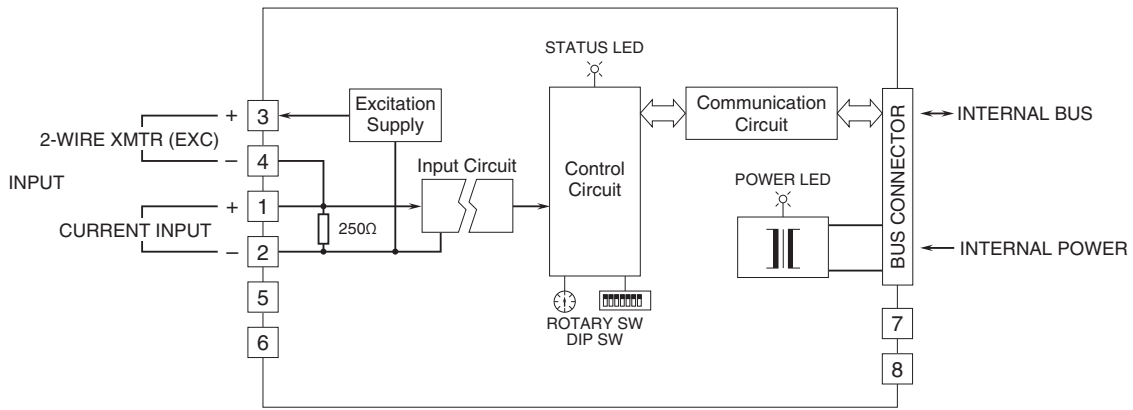 STATUS LED
+ 3
Excitation
Supply
Communication
Circuit
INTERNAL BUS
2-WIRE XMTR (EXC)
– 4
Input Circuit
Control
Circuit
POWER LED
BUS CONNECTOR
INPUT
+ 1
CURRENT INPUT
250Ω
– 2
INTERNAL POWER
5
ROTARY SW
DIP SW
6
7
8